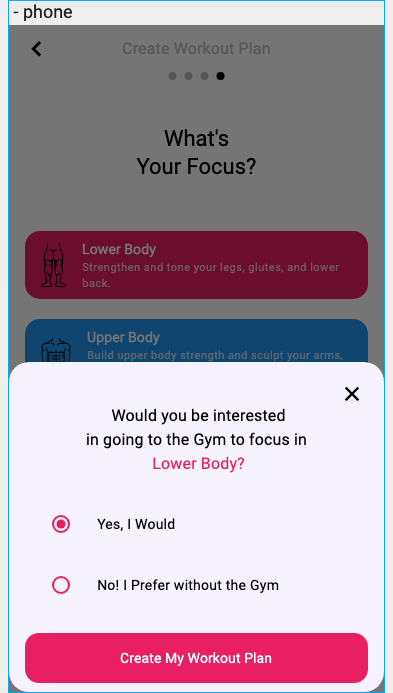 - phone
Create Workout Plan
What's
Your Focus?
Lower Body
Strengthen and tone your legs, glutes, and lower
back.
Upper Body
Build upper body strength and sculpt your arms,
Would you be interested
in going to the Gym to focus in
Lower Body?
Yes, I Would
No! I Prefer without the Gym
Create My Workout Plan